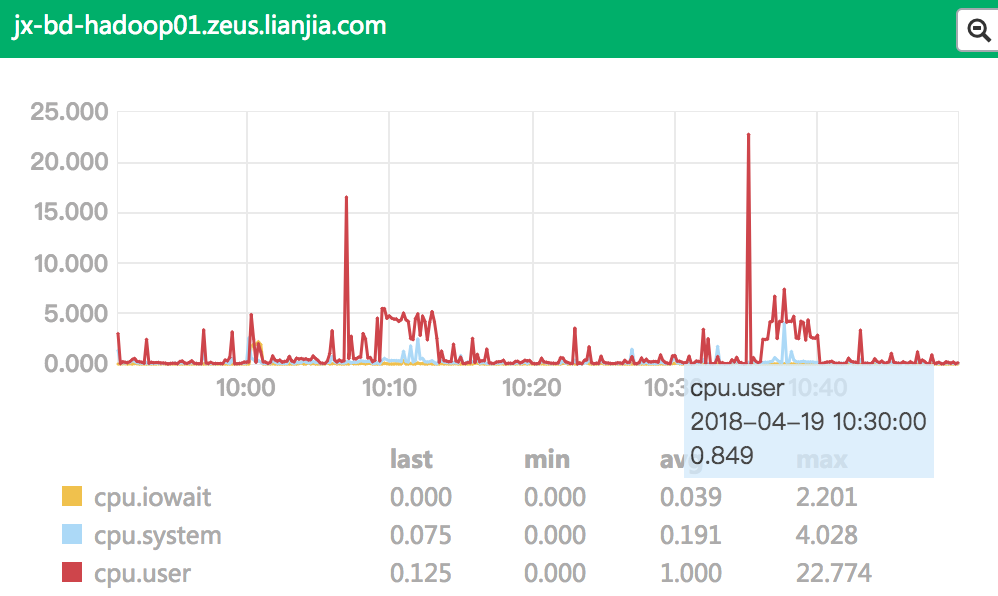 jx-bd-hadoop01.zeus.lianjia.com
25.000
20.000
15.000
10.000
5.000
0.000
10:00 10:10 10:20 10:3 10:40
cpu.user
2018-04-19 10:30:00
0.849
last min avg max
cpu.iowait 0.000 0.000 0.039 2.201
cpu.system 0.075 0.000 0.191 4.028
cpu.user 0.125 0.000 1.000 22.774